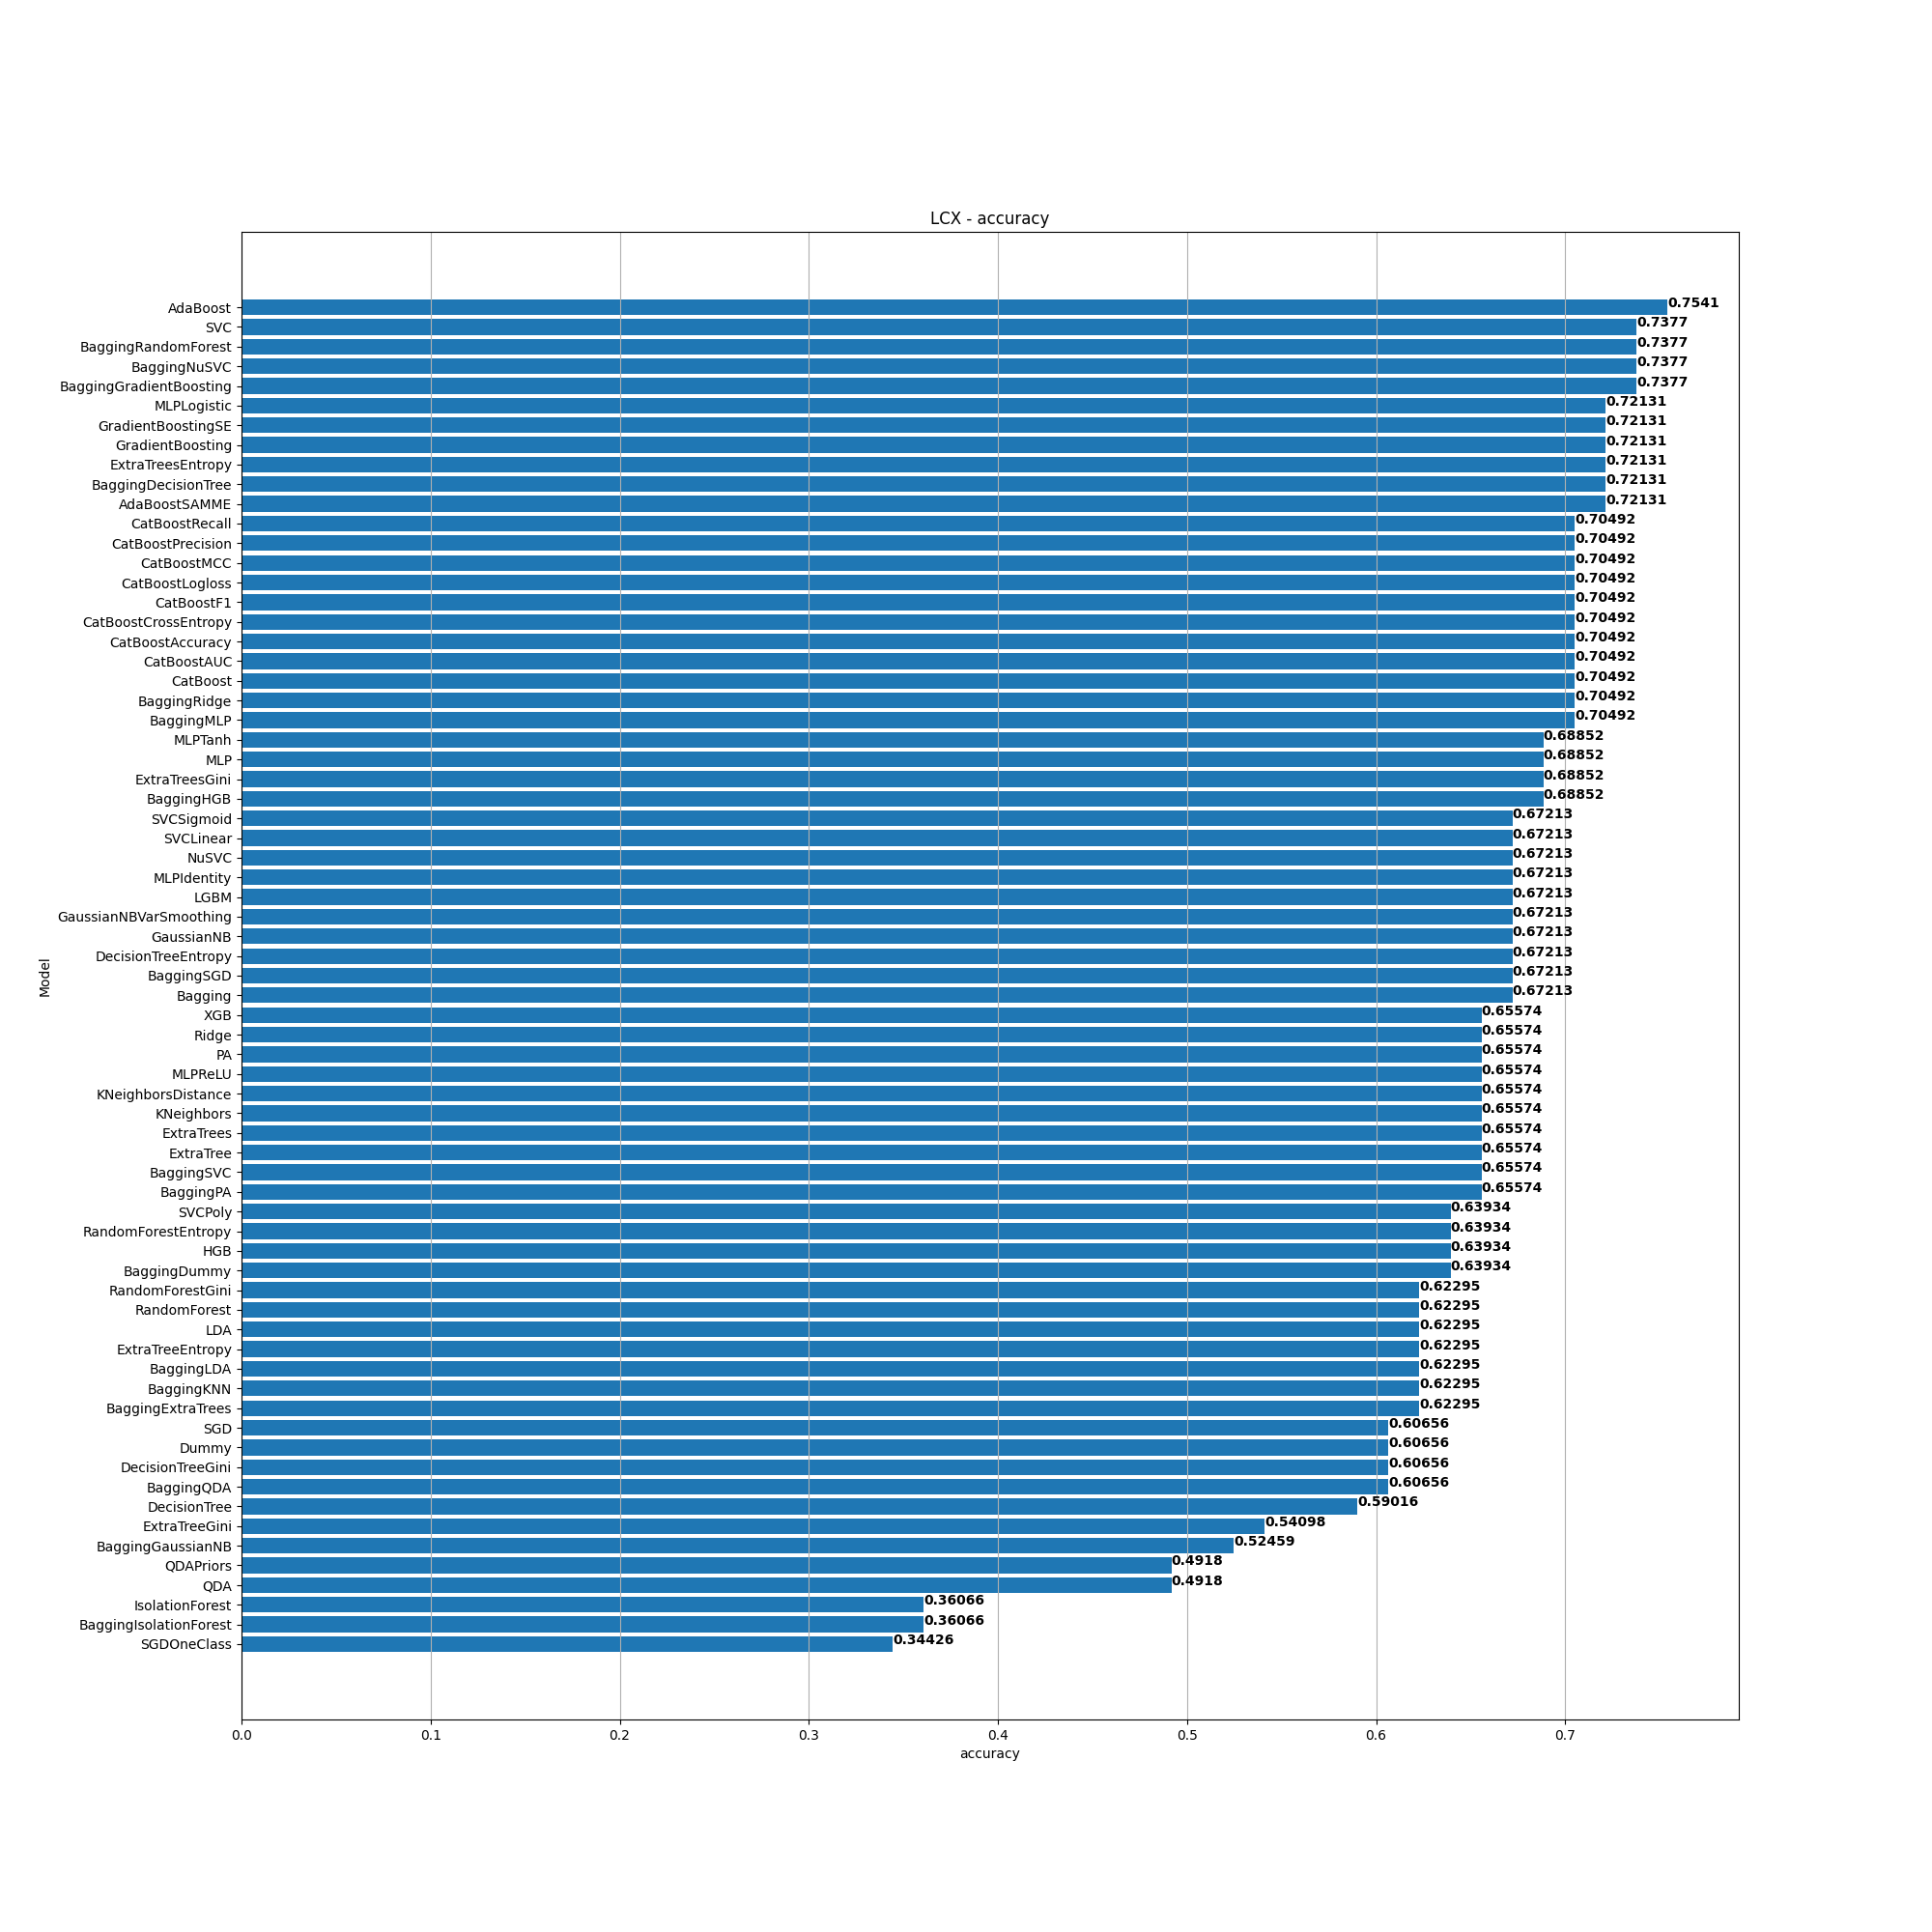 LCX - accuracy
AdaBoost 0.7541
SVC 0.7377
BaggingRandomForest 0.7377
BaggingNuSVC 0.7377
BaggingGradientBoosting 0.7377
MLPLogistic 0.72131
GradientBoostingSE 0.72131
GradientBoosting 0.72131
ExtraTreesEntropy 0.72131
BaggingDecisionTree 0.72131
AdaBoostSAMME 0.72131
CatBoostRecall 0.70492
CatBoostPrecision 0.70492
CatBoostMCC 0.70492
CatBoostLogloss 0.70492
CatBoostF1 0.70492
CatBoostCrossEntropy 0.70492
CatBoostAccuracy 0.70492
CatBoostAUC 0.70492
CatBoost 0.70492
BaggingRidge 0.70492
BaggingMLP 0.70492
MLPTanh 0.68852
MLP 0.68852
ExtraTreesGini 0.68852
BaggingHGB 0.68852
SVCSigmoid 0.67213
SVCLinear 0.67213
NuSVC 0.67213
MLPIdentity 0.67213
LGBM 0.67213
GaussianNBVarSmoothing 0.67213
GaussianNB 0.67213
DecisionTreeEntropy 0.67213
BaggingSGD 0.67213
Bagging 0.67213
XGB 0.65574
Ridge 0.65574
PA 0.65574
MLPReLU 0.65574
KNeighborsDistance 0.65574
KNeighbors 0.65574
ExtraTrees 0.65574
ExtraTree 0.65574
BaggingSVC 0.65574
BaggingPA 0.65574
SVCPoly 0.63934
RandomForestEntropy 0.63934
HGB 0.63934
BaggingDummy 0.63934
RandomForestGini 0.62295
RandomForest 0.62295
LDA 0.62295
ExtraTreeEntropy 0.62295
BaggingLDA 0.62295
BaggingKNN 0.62295
BaggingExtraTrees 0.62295
SGD 0.60656
Dummy 0.60656
DecisionTreeGini 0.60656
BaggingQDA 0.60656
DecisionTree 0.59016
ExtraTreeGini 0.54098
BaggingGaussianNB 0.52459
QDAPriors 0.4918
QDA 0.4918
IsolationForest 0.36066
BaggingIsolationForest 0.36066
SGDOneClass 0.34426
Model
0.0 0.1 0.2 0.3 0.4 0.5 0.6 0.7
accuracy